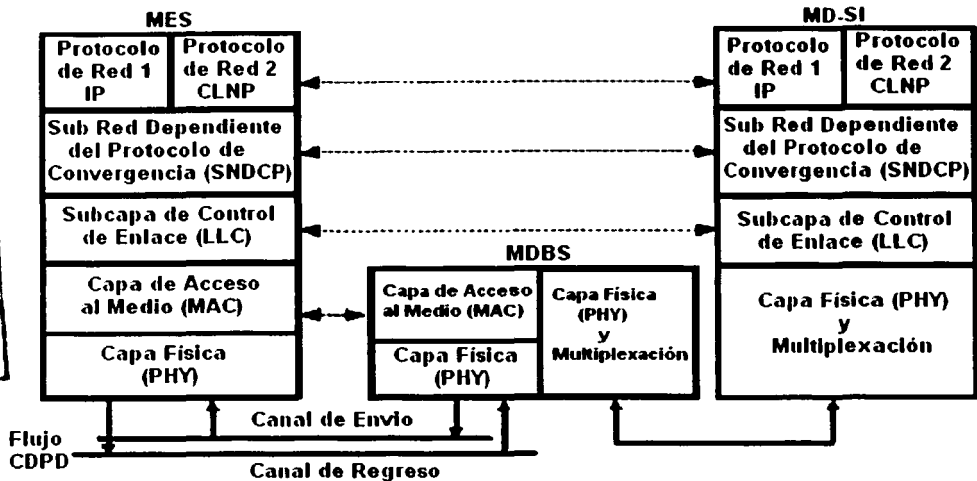 MES
Protocolo
de Red 1
IP
Protocolo
de Red 2
CLNP
Sub Red Dependiente
del Protocolo de
Convergencia (SNDCP)
Subcapa de Control
de Enlace (LLC)
Capa de Acceso
al Medio (MAC)
Capa Física
(PHY)
MDBS
Capa de Acceso
al Medio (MAC)
Capa Física
(PHY)
Capa Física
(PHY)
y
Multiplexación
MD-SI
Protocolo
de Red 1
IP
Protocolo
de Red 2
CLNP
Sub Red Dependiente
del Protocolo de
Convergencia (SNDCP)
Subcapa de Control
de Enlace (LLC)
Capa Física (PHY)
y
Multiplexación
Flujo
CDPD
Canal de Envio
Canal de Regreso